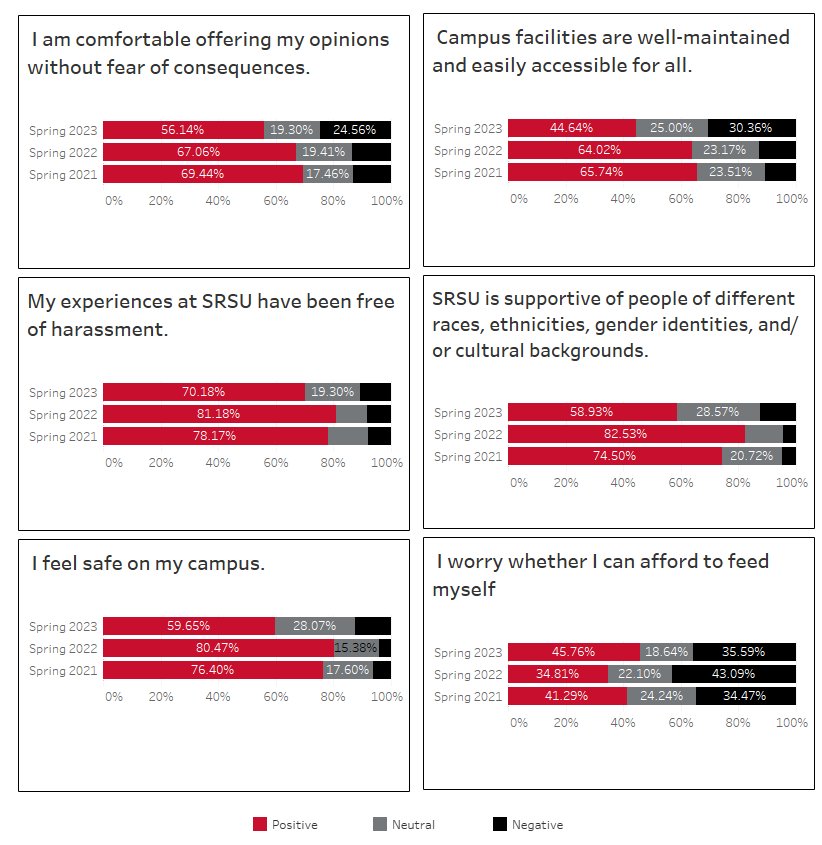 I am comfortable offering my opinions
without fear of consequences.
Spring 2023 56.14% 19.30% 24.56%
Spring 2022 67.06% 19.41%
Spring 2021 69.44% 17.46%
0% 20% 40% 60% 80% 100%
Campus facilities are well-maintained
and easily accessible for all.
Spring 2023 44.64% 25.00% 30.36%
Spring 2022 64.02% 23.17%
Spring 2021 65.74% 23.51%
0% 20% 40% 60% 80% 100%
My experiences at SRSU have been free
of harassment.
Spring 2023 70.18% 19.30%
Spring 2022 81.18%
Spring 2021 78.17%
0% 20% 40% 60% 80% 100%
SRSU is supportive of people of different
races, ethnicities, gender identities, and/
or cultural backgrounds.
Spring 2023 58.93% 28.57%
Spring 2022 82.53%
Spring 2021 74.50% 20.72%
0% 20% 40% 60% 80% 100%
I feel safe on my campus.
Spring 2023 59.65% 28.07%
Spring 2022 80.47% 15.38%
Spring 2021 76.40% 17.60%
0% 20% 40% 60% 80% 100%
I worry whether I can afford to feed
myself
Spring 2023 45.76% 18.64% 35.59%
Spring 2022 34.81% 22.10% 43.09%
Spring 2021 41.29% 24.24% 34.47%
0% 20% 40% 60% 80% 100%
Positive Neutral Negative